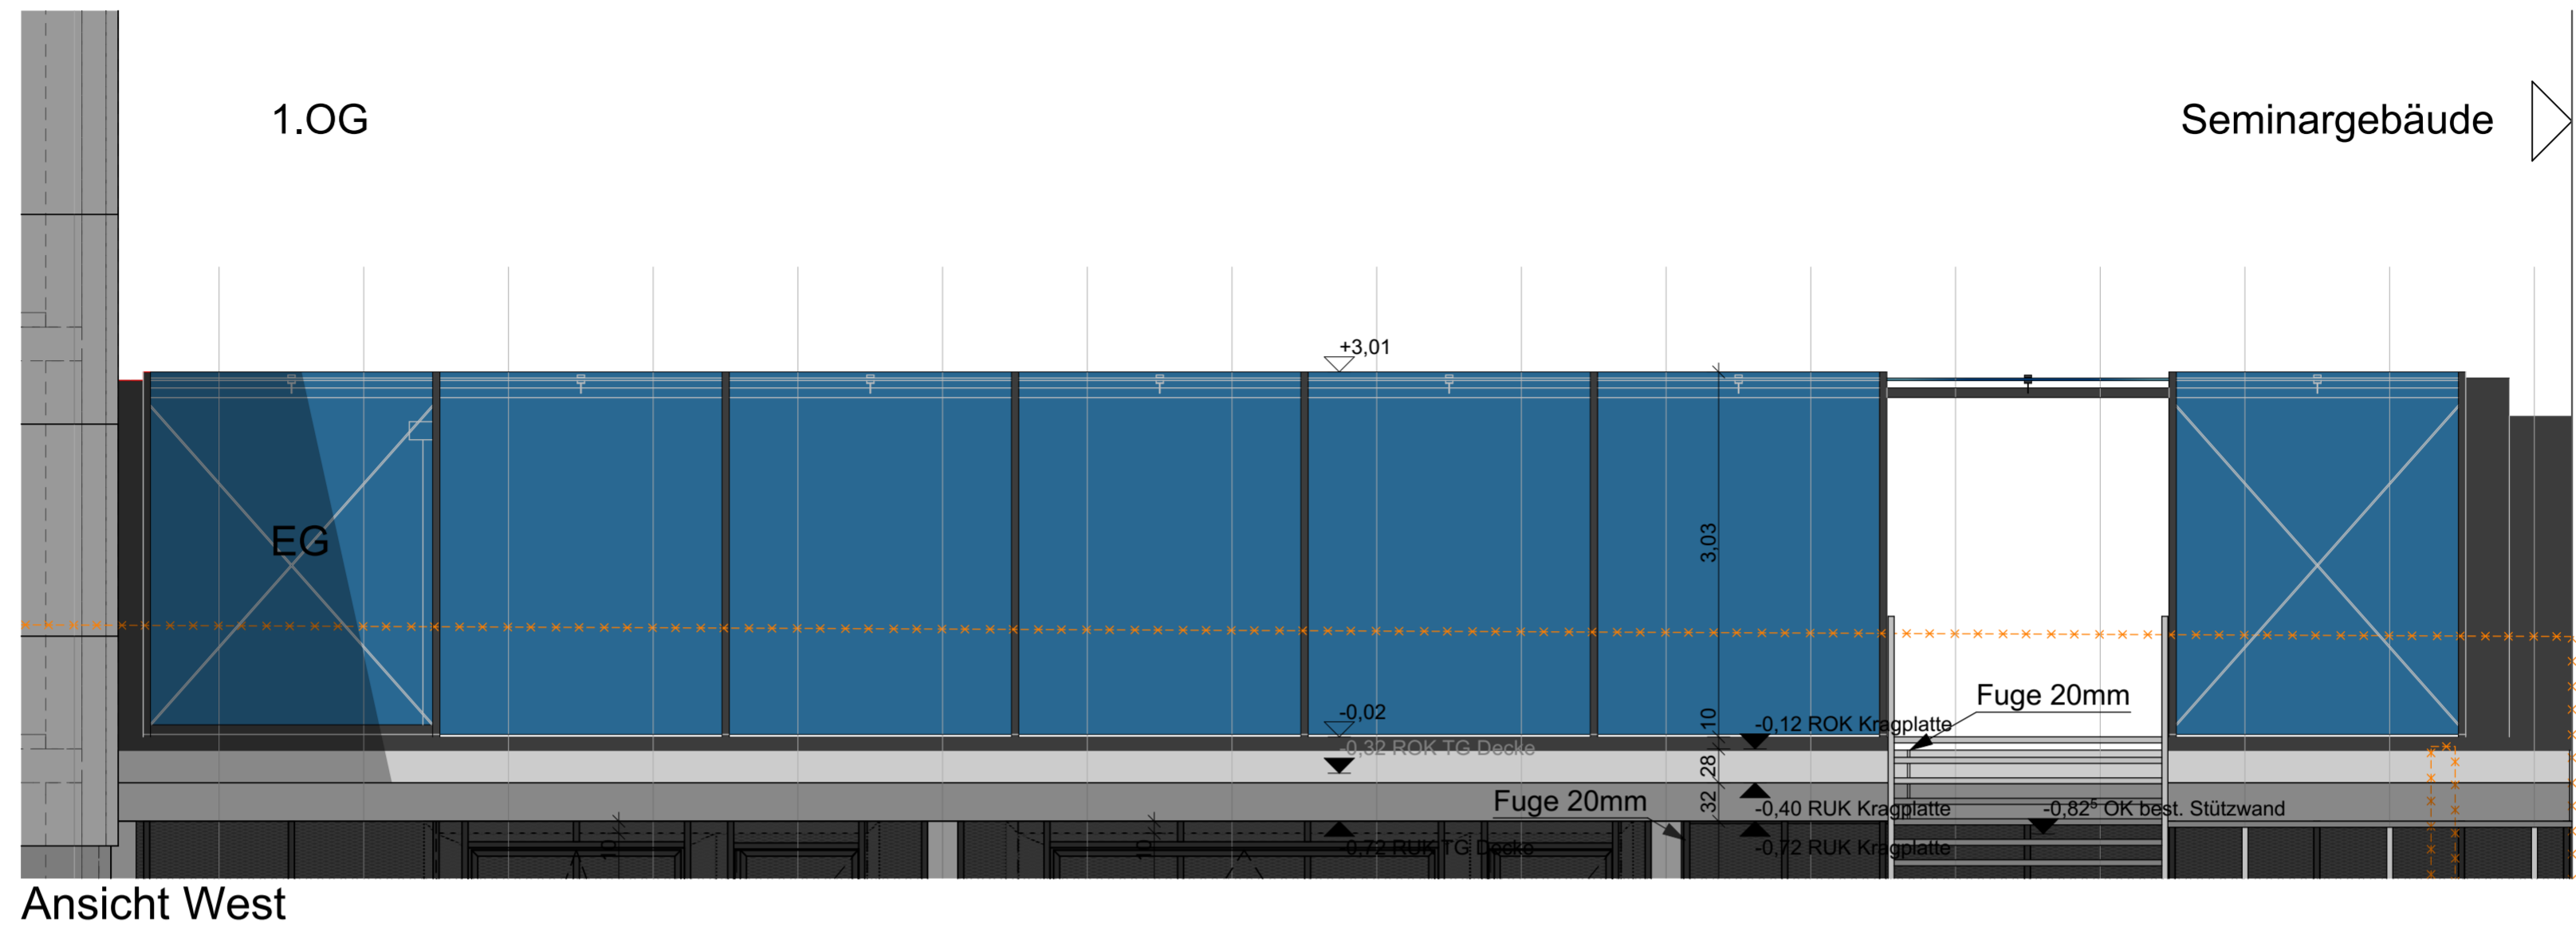 1.OG
Seminargebäude
+3,01
EG
3,03
Fuge 20mm
-0,02
10
-0,12 ROK Kragplatte
-0,32 ROK TG Decke
28
Fuge 20mm
32
-0,40 RUK Kragplatte
-0,82⁵ OK best. Stützwand
10
10
-0,72 RUK TG Decke
-0,72 RUK Kragplatte
Ansicht West